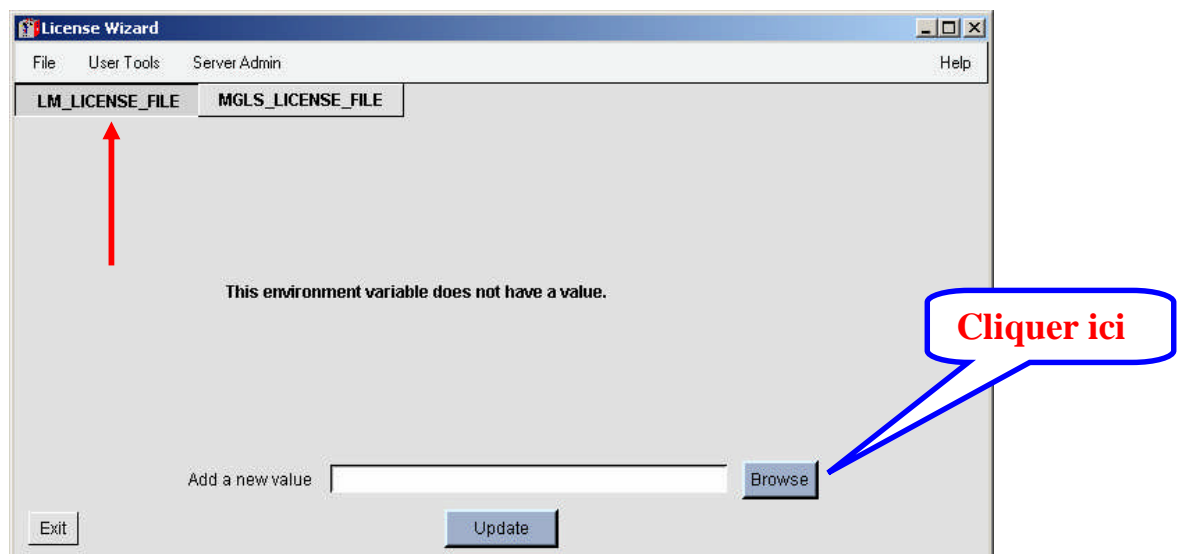 License Wizard
File User Tools Server Admin Help
LM_LICENSE_FILE MGLS_LICENSE_FILE
This environment variable does not have a value.
Cliquer ici
Add a new value Browse
Exit Update